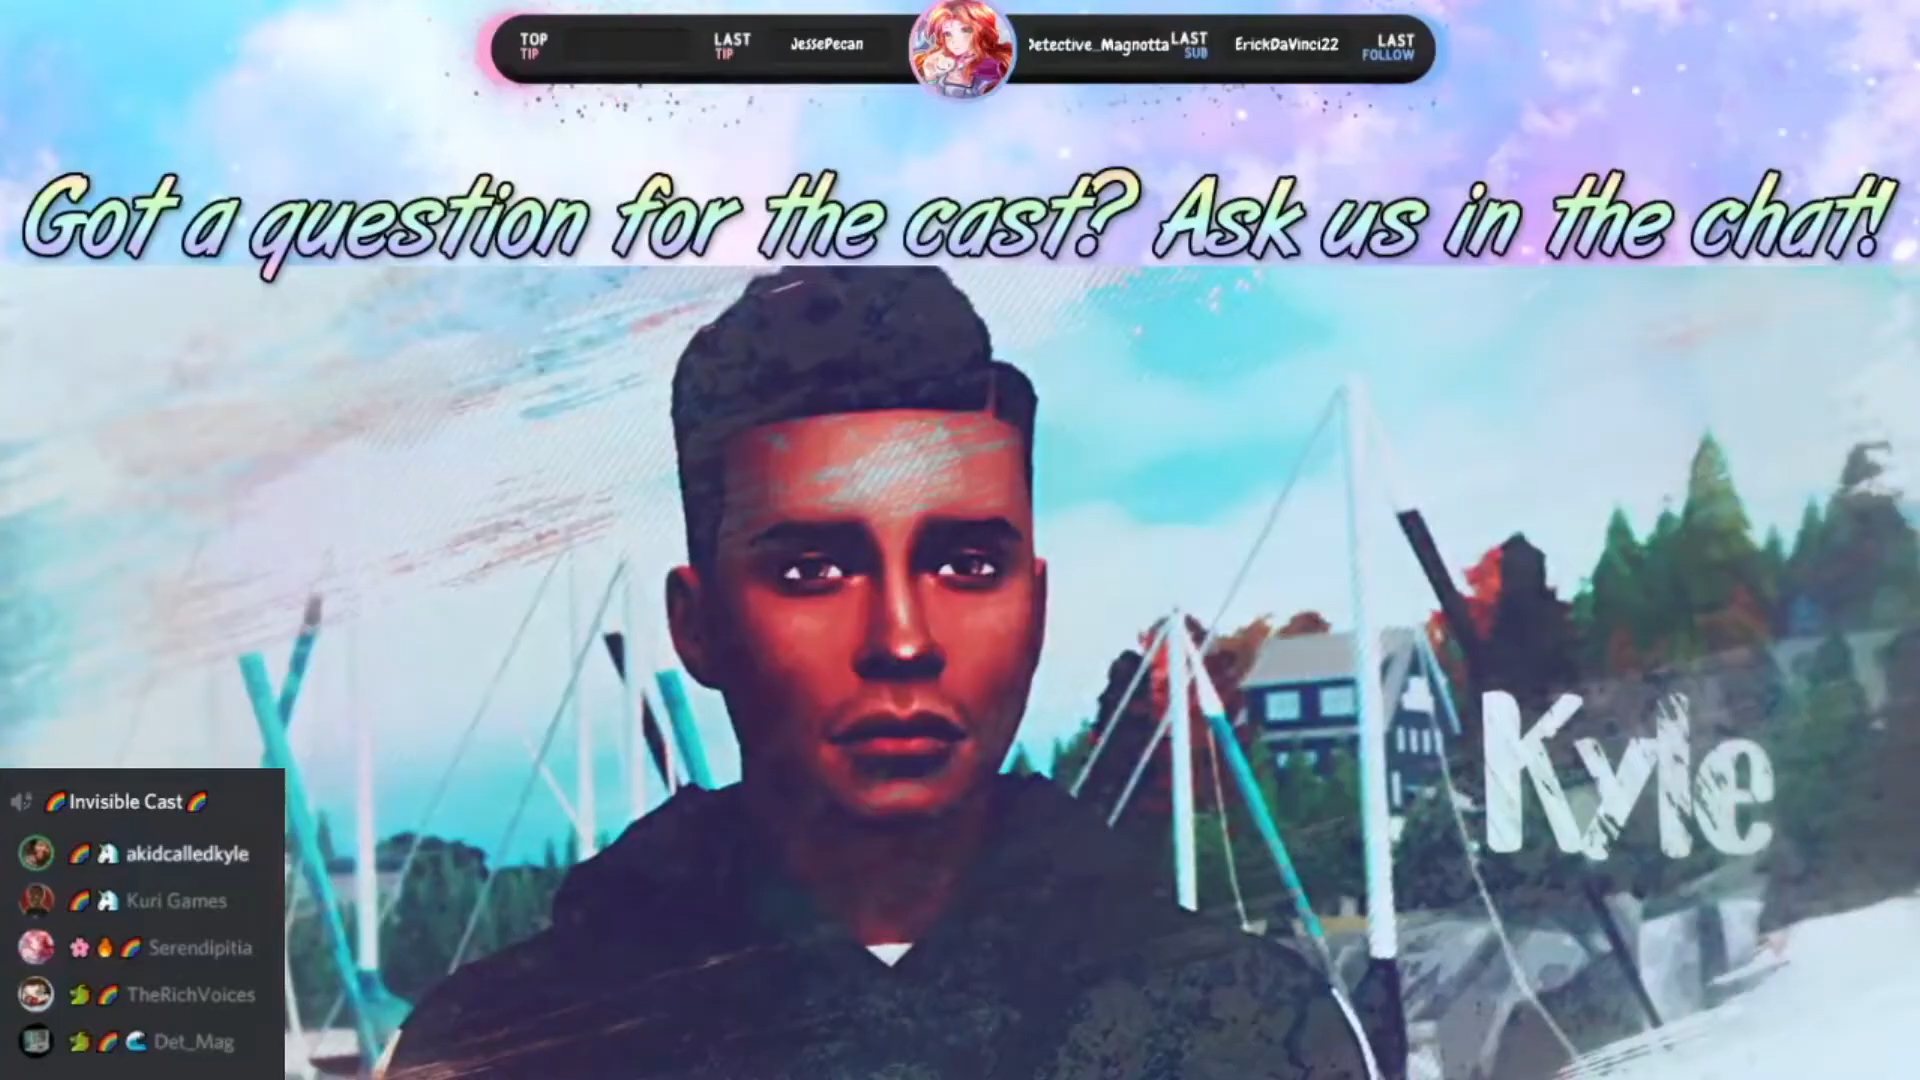 TOP
TIP
LAST
TIP
JessePecan
Detective_Magnotta
LAST
SUB
ErickDaVinci22
LAST
FOLLOW
Got a question for the cast? Ask us in the chat!
Kyle
Invisible Cast
akidcalledkyle
Kuri Games
Serendipitia
TheRichVoices
Det_Mag